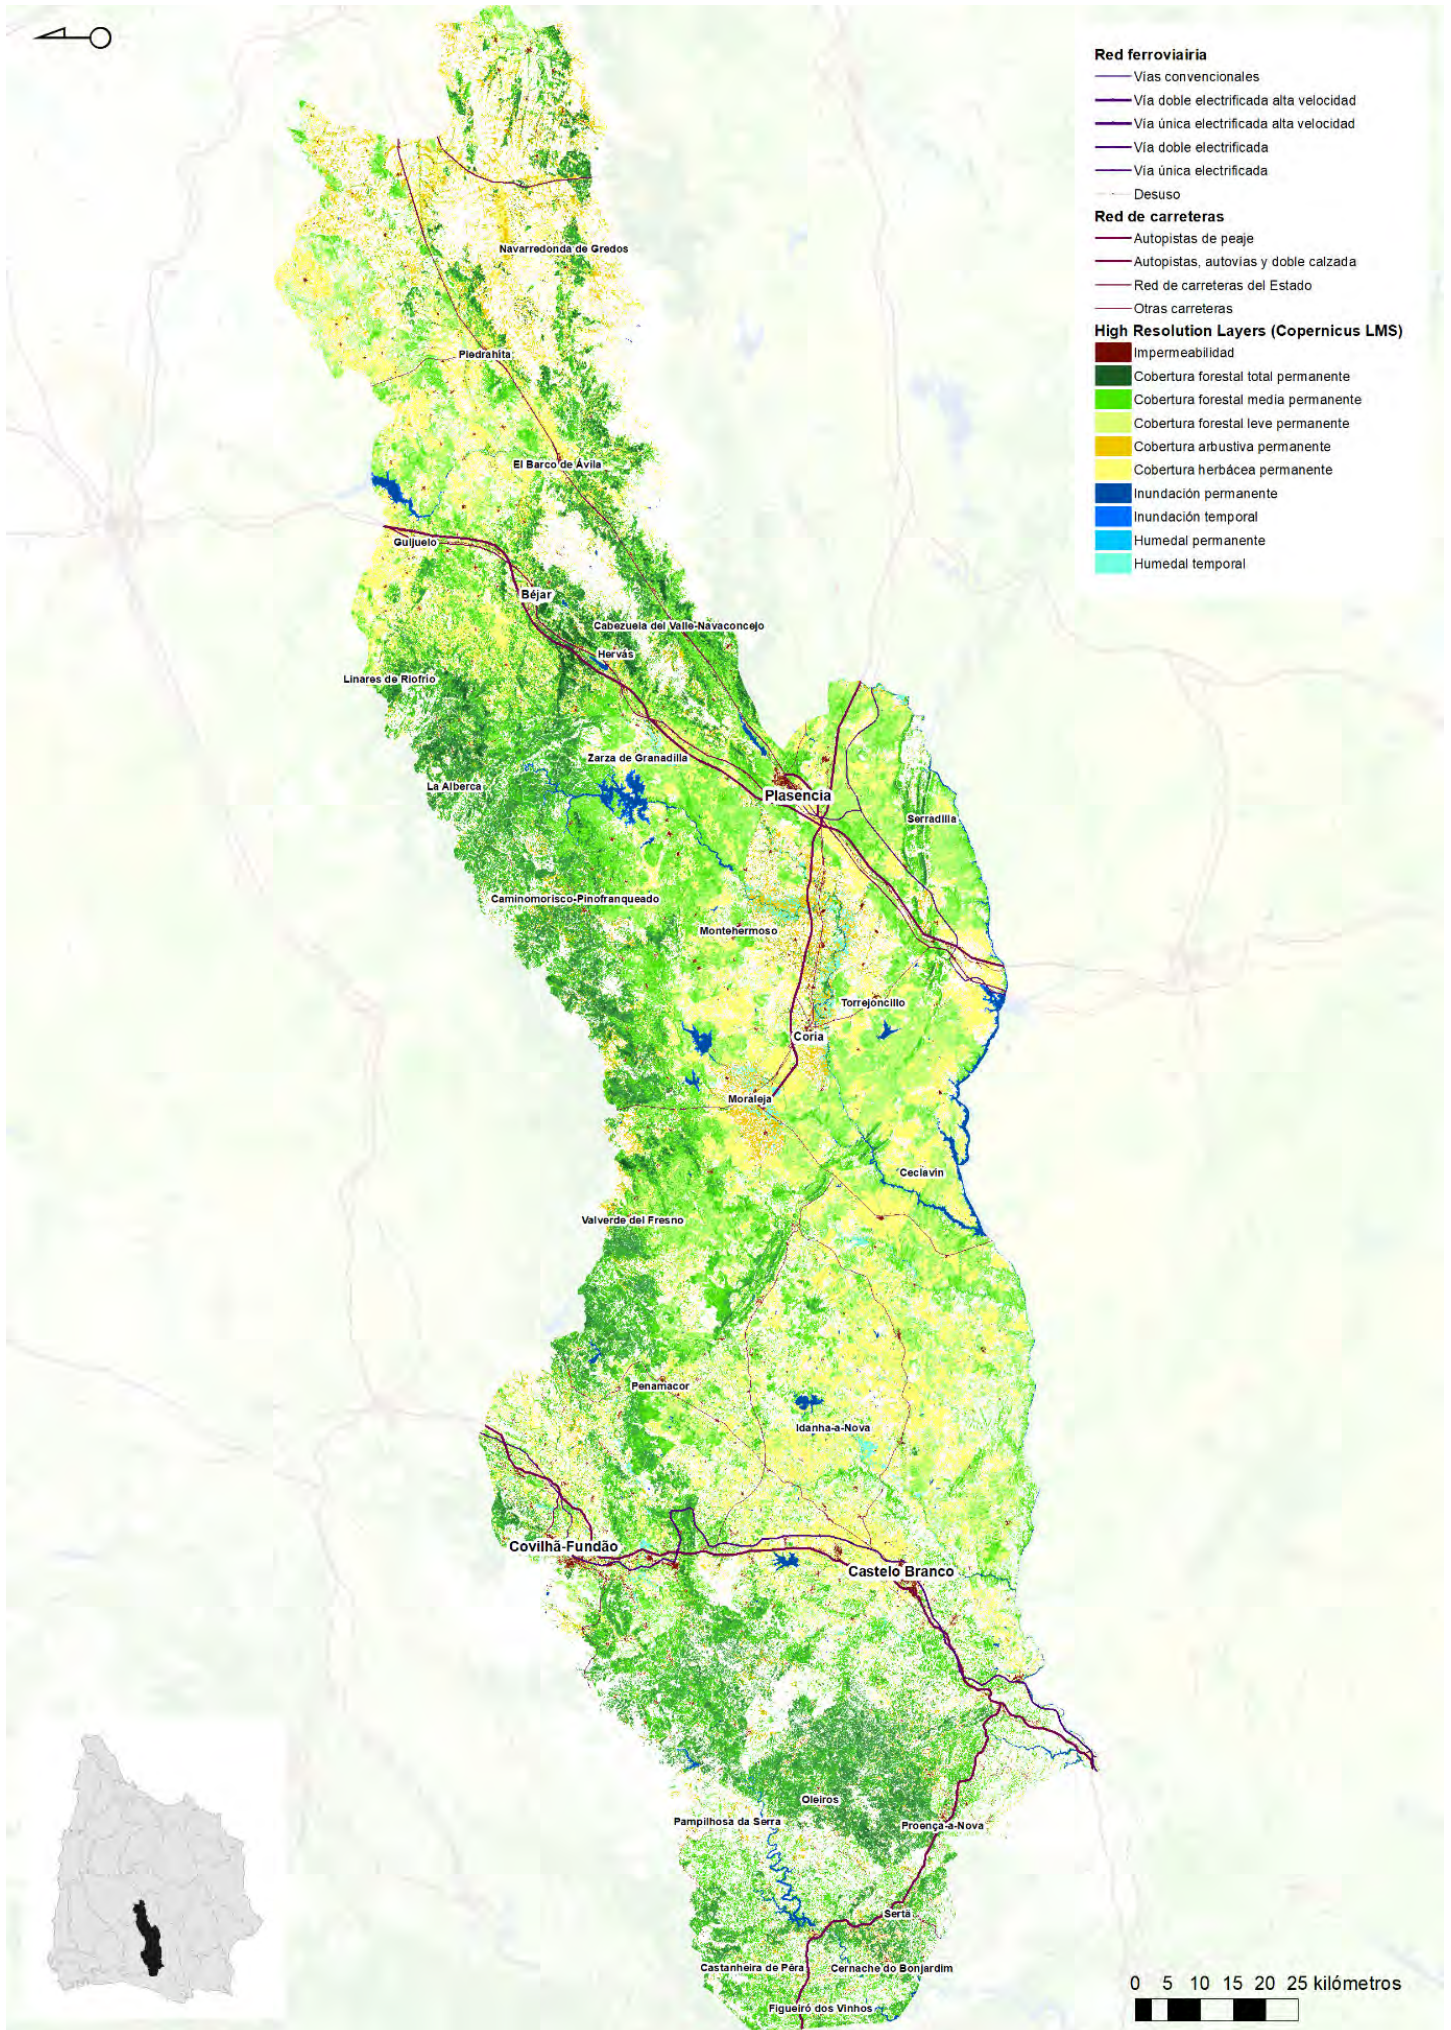 Red ferroviairia
Vías convencionales
Vía doble electrificada alta velocidad
Vía única electrificada alta velocidad
Vía doble electrificada
Vía única electrificada
Desuso
Red de carreteras
Autopistas de peaje
Autopistas, autovías y doble calzada
Red de carreteras del Estado
Otras carreteras
High Resolution Layers (Copernicus LMS)
Impermeabilidad
Cobertura forestal total permanente
Cobertura forestal media permanente
Cobertura forestal leve permanente
Cobertura arbustiva permanente
Cobertura herbácea permanente
Inundación permanente
Inundación temporal
Humedal permanente
Humedal temporal
Navarredonda de Gredos
Piedrahíta
El Barco de Ávila
Guijuelo
Béjar
Cabezuela del Valle-Navaconcejo
Hervás
Linares de Riofrío
Zarza de Granadilla
La Alberca
Plasencia
Serradilla
Caminomorisco-Pinofranqueado
Montehermoso
Torrejoncillo
Coria
Moraleja
Ceclavín
Valverde del Fresno
Penamacor
Idanha-a-Nova
Covilhã-Fundão
Castelo Branco
Oleiros
Pampilhosa da Serra
Proença-a-Nova
Sertã
Castanheira de Pêra
Cernache do Bonjardim
Figueiró dos Vinhos
0 5 10 15 20 25 kilómetros